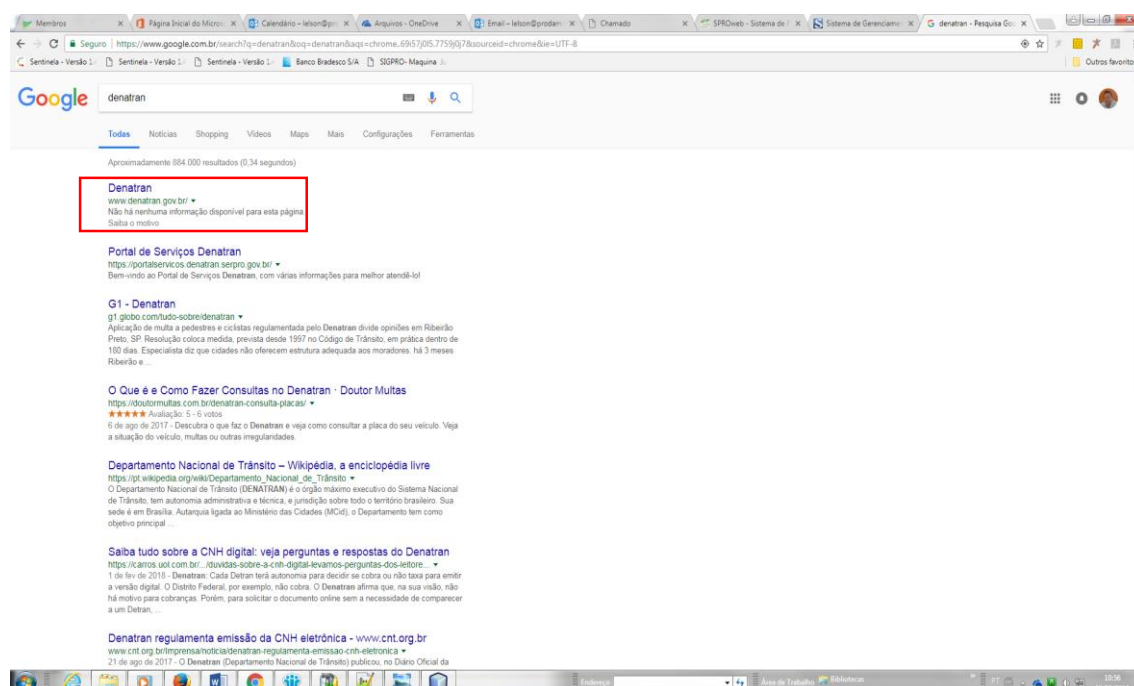 Membros
Página Inicial do Micros
Calendário – lelson@pro
Arquivos - OneDrive
Email – lelson@prodam
Chamado
SPROweb - Sistema de
Sistema de Gerenciame
denatran - Pesquisa Goo
Seguro
https://www.google.com.br/search?q=denatran&oq=denatran&aqs=chrome..69i57j0l5.7759j0j7&sourceid=chrome&ie=UTF-8
Sentinela - Versão 1.
Sentinela - Versão 1.
Sentinela - Versão 1.
Banco Bradesco S/A
SIGPRO- Maquina
Outros favoritos
Google
denatran
Todas Notícias Shopping Vídeos Maps Mais Configurações Ferramentas
Aproximadamente 884.000 resultados (0,34 segundos)
Denatran
www.denatran.gov.br/
Não há nenhuma informação disponível para esta página.
Saiba o motivo
Portal de Serviços Denatran
https://portalservicos.denatran.serpro.gov.br/
Bem-vindo ao Portal de Serviços Denatran, com várias informações para melhor atendê-lo!
G1 - Denatran
g1.globo.com/tudo-sobre/denatran
Aplicação de multa a pedestres e ciclistas regulamentada pelo Denatran divide opiniões em Ribeirão
Preto, SP. Resolução coloca medida, prevista desde 1997 no Código de Trânsito, em prática dentro de
180 dias. Especialista diz que cidades não oferecem estrutura adequada aos moradores. há 3 meses
Ribeirão e ...
O Que é e Como Fazer Consultas no Denatran · Doutor Multas
https://doutormultas.com.br/denatran-consulta-placas/
★★★★★ Avaliação: 5 - 6 votos
6 de ago de 2017 - Descubra o que faz o Denatran e veja como consultar a placa do seu veículo. Veja
a situação do veículo, multas ou outras irregularidades.
Departamento Nacional de Trânsito – Wikipédia, a enciclopédia livre
https://pt.wikipedia.org/wiki/Departamento_Nacional_de_Trânsito
O Departamento Nacional de Trânsito (DENATRAN) é o órgão máximo executivo do Sistema Nacional
de Trânsito, tem autonomia administrativa e técnica, e jurisdição sobre todo o território brasileiro. Sua
sede é em Brasília. Autarquia ligada ao Ministério das Cidades (MCid), o Departamento tem como
objetivo principal ...
Saiba tudo sobre a CNH digital: veja perguntas e respostas do Denatran
https://carros.uol.com.br/.../duvidas-sobre-a-cnh-digital-levamos-perguntas-dos-leitore...
1 de fev de 2018 - Denatran: Cada Detran terá autonomia para decidir se cobra ou não taxa para emitir
a versão digital. O Distrito Federal, por exemplo, não cobra. O Denatran afirma que, na sua visão, não
há motivo para cobranças. Porém, para solicitar o documento online sem a necessidade de comparecer
a um Detran, ...
Denatran regulamenta emissão da CNH eletrônica - www.cnt.org.br
www.cnt.org.br/Imprensa/noticia/denatran-regulamenta-emissao-cnh-eletronica
21 de ago de 2017 - O Denatran (Departamento Nacional de Trânsito) publicou, no Diário Oficial da
Endereço
Área de Trabalho
Bibliotecas
PT
10:56